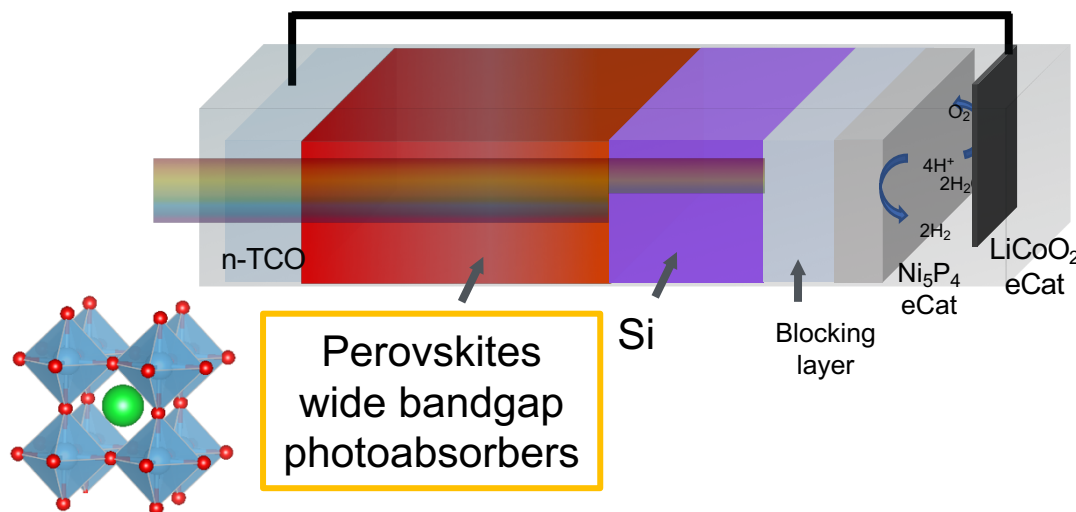 O₂
4H⁺
2H₂
2H₂
n-TCO
LiCoO₂
eCat
Ni₅P₄
eCat
Si
Blocking
layer
Perovskites
wide bandgap
photoabsorbers